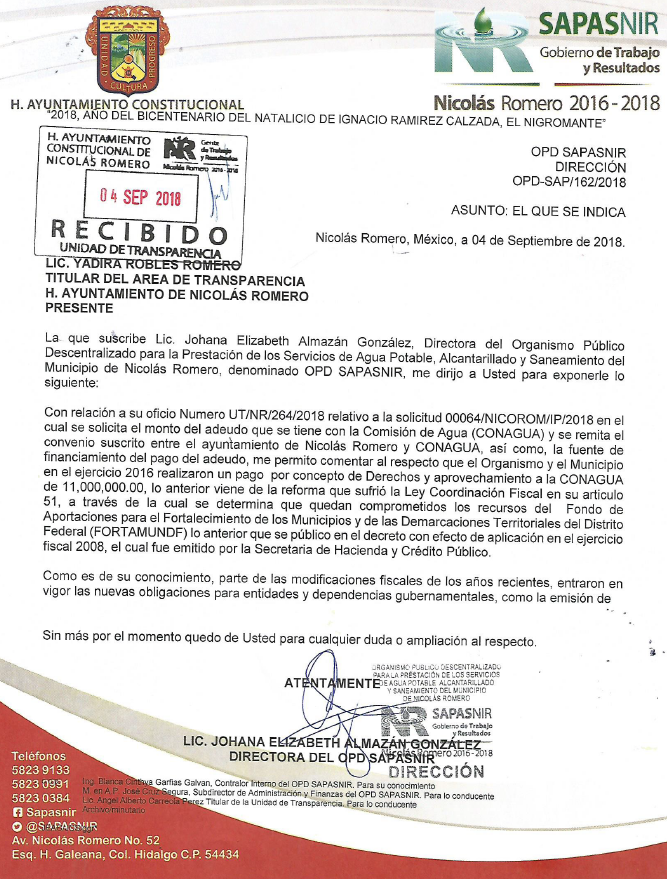 UNIDAD CULTURA PROGRESO
NR
SAPASNIR
Gobierno de Trabajo
y Resultados
H. AYUNTAMIENTO CONSTITUCIONAL
Nicolás Romero 2016-2018
"2018, AÑO DEL BICENTENARIO DEL NATALICIO DE IGNACIO RAMIREZ CALZADA, EL NIGROMANTE"
H. AYUNTAMIENTO
CONSTITUCIONAL DE
NICOLÁS ROMERO
NR
Gente
de Trabajo
y Resultados
Nicolás Romero 2016 - 2018
04 SEP 2018
RECIBIDO
UNIDAD DE TRANSPARENCIA
OPD SAPASNIR
DIRECCIÓN
OPD-SAP/162/2018
ASUNTO: EL QUE SE INDICA
Nicolás Romero, México, a 04 de Septiembre de 2018.
LIC. YADIRA ROBLES ROMERO
TITULAR DEL AREA DE TRANSPARENCIA
H. AYUNTAMIENTO DE NICOLÁS ROMERO
PRESENTE
La que suscribe Lic. Johana Elizabeth Almazán González, Directora del Organismo Público
Descentralizado para la Prestación de los Servicios de Agua Potable, Alcantarillado y Saneamiento del
Municipio de Nicolás Romero, denominado OPD SAPASNIR, me dirijo a Usted para exponerle lo
siguiente:
Con relación a su oficio Numero UT/NR/264/2018 relativo a la solicitud 00064/NICOROM/IP/2018 en el
cual se solicita el monto del adeudo que se tiene con la Comisión de Agua (CONAGUA) y se remita el
convenio suscrito entre el ayuntamiento de Nicolás Romero y CONAGUA, así como, la fuente de
financiamiento del pago del adeudo, me permito comentar al respecto que el Organismo y el Municipio
en el ejercicio 2016 realizaron un pago por concepto de Derechos y aprovechamiento a la CONAGUA
de 11,000,000.00, lo anterior viene de la reforma que sufrió la Ley Coordinación Fiscal en su articulo
51, a través de la cual se determina que quedan comprometidos los recursos del Fondo de
Aportaciones para el Fortalecimiento de los Municipios y de las Demarcaciones Territoriales del Distrito
Federal (FORTAMUNDF) lo anterior que se público en el decreto con efecto de aplicación en el ejercicio
fiscal 2008, el cual fue emitido por la Secretaria de Hacienda y Crédito Público.
Como es de su conocimiento, parte de las modificaciones fiscales de los años recientes, entraron en
vigor las nuevas obligaciones para entidades y dependencias gubernamentales, como la emisión de
Sin más por el momento quedo de Usted para cualquier duda o ampliación al respecto.
ATENTAMENTE
ORGANISMO PÚBLICO DESCENTRALIZADO
PARA LA PRESTACIÓN DE LOS SERVICIOS
DE AGUA POTABLE, ALCANTARILLADO
Y SANEAMIENTO DEL MUNICIPIO
DE NICOLÁS ROMERO
NR
SAPASNIR
Gobierno de Trabajo
y Resultados
Nicolás Romero 2016 - 2018
DIRECCIÓN
LIC. JOHANA ELIZABETH ALMAZÁN GONZÁLEZ
DIRECTORA DEL OPD SAPASNIR
Ing. Blanca Cintaya Garfias Galvan, Contralor Interno del OPD SAPASNIR. Para su conocimiento
M. en A.P. José Cruz Segura, Subdirector de Administración y Finanzas del OPD SAPASNIR. Para lo conducente
Lic. Angel Alberto Carreola Perez Titular de la Unidad de Transparencia. Para lo conducente
Archivo/minutario
Teléfonos
5823 9133
5823 0991
5823 0384
Sapasnir
@SAPASNIR
Av. Nicolás Romero No. 52
Esq. H. Galeana, Col. Hidalgo C.P. 54434